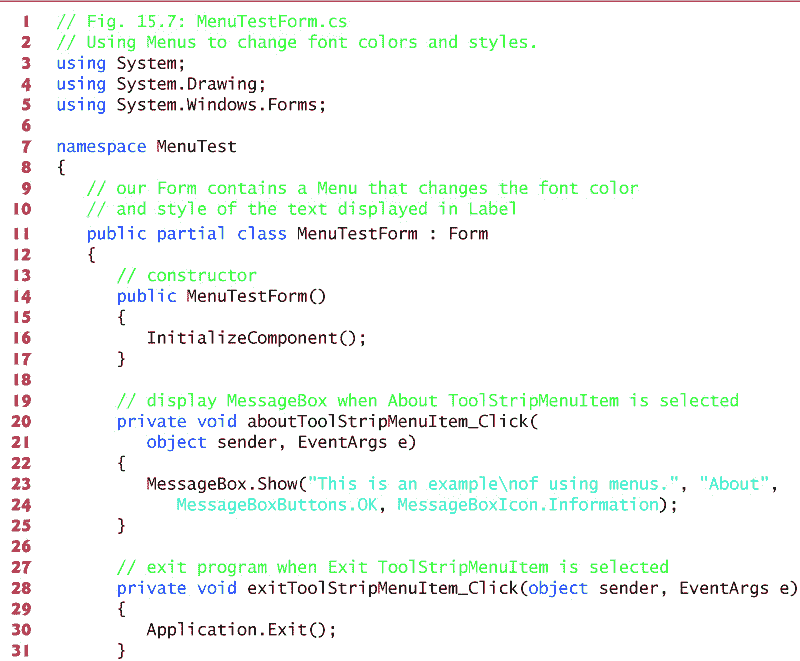 1 // Fig. 15.7: MenuTestForm.cs
2 // Using Menus to change font colors and styles.
3 using System;
4 using System.Drawing;
5 using System.Windows.Forms;
6
7 namespace MenuTest
8 {
9    // our Form contains a Menu that changes the font color
10    // and style of the text displayed in Label
11    public partial class MenuTestForm : Form
12    {
13       // constructor
14       public MenuTestForm()
15       {
16          InitializeComponent();
17       }
18
19       // display MessageBox when About ToolStripMenuItem is selected
20       private void aboutToolStripMenuItem_Click(
21          object sender, EventArgs e)
22       {
23          MessageBox.Show("This is an example\nof using menus.", "About",
24             MessageBoxButtons.OK, MessageBoxIcon.Information);
25       }
26
27       // exit program when Exit ToolStripMenuItem is selected
28       private void exitToolStripMenuItem_Click(object sender, EventArgs e)
29       {
30          Application.Exit();
31       }